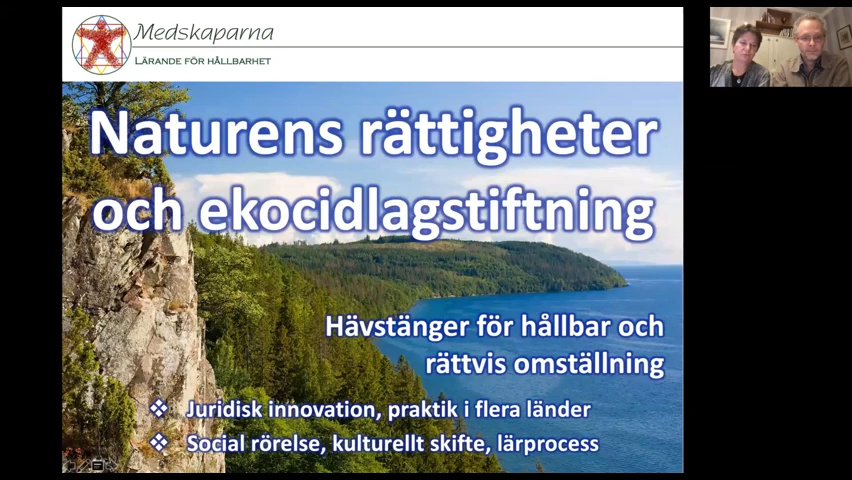 Medskaparna
Lärande för hållbarhet
Naturens rättigheter
och ekocidlagstiftning
Hävstänger för hållbar och
rättvis omställning
❖ Juridisk innovation, praktik i flera länder
❖ Social rörelse, kulturellt skifte, lärprocess